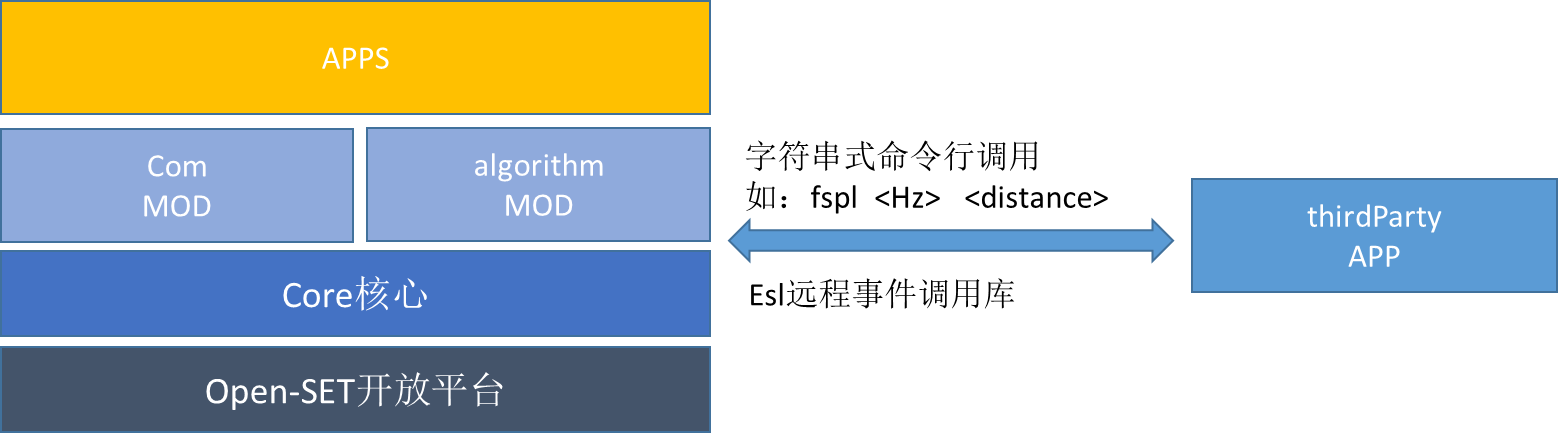 APPS
Com
MOD
algorithm
MOD
Core核心
Open-SET开放平台
字符串式命令行调用
如：fspl <Hz> <distance>
Esl远程事件调用库
thirdParty
APP